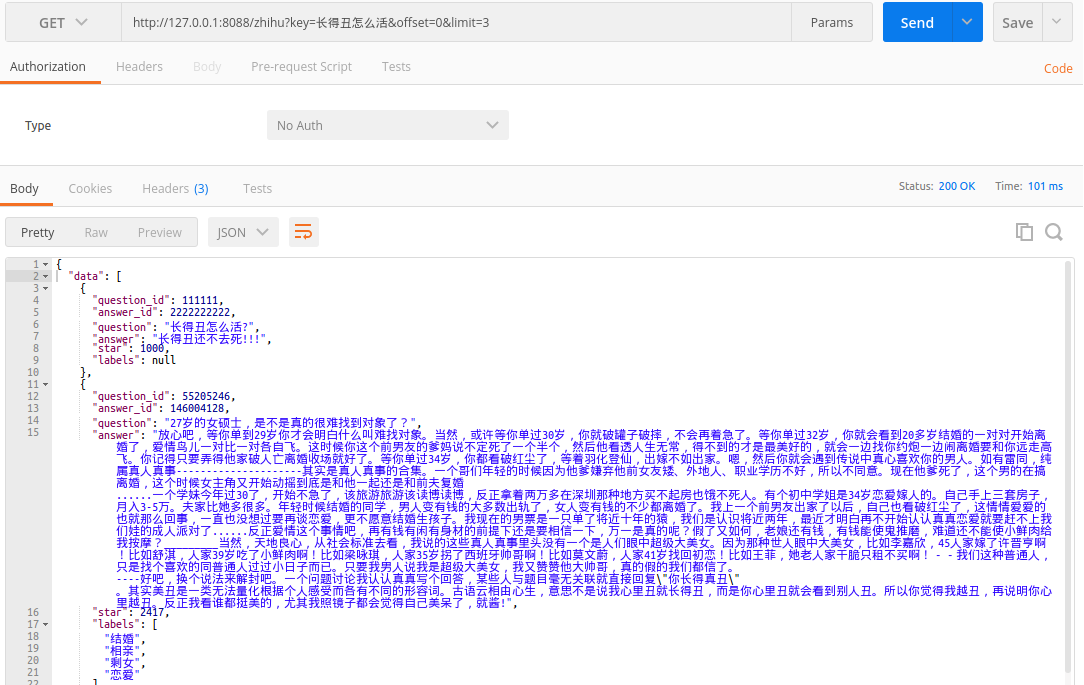 GET
http://127.0.0.1:8088/zhihu?key=长得丑怎么活&offset=0&limit=3
Params
Send
Save
Authorization
Headers
Body
Pre-request Script
Tests
Code
Type
No Auth
Body
Cookies
Headers (3)
Tests
Status: 200 OK
Time: 101 ms
Pretty
Raw
Preview
JSON
1 {
2 "data": [
3 {
4 "question_id": 111111,
5 "answer_id": 2222222222,
6 "question": "长得丑怎么活?",
7 "answer": "长得丑还不去死!!!",
8 "star": 1000,
9 "labels": null
10 },
11 {
12 "question_id": 55205246,
13 "answer_id": 146004128,
14 "question": "27岁的女硕士，是不是真的很难找到对象了？",
15 "answer": "放心吧，等你单到29岁你才会明白什么叫难找对象。当然，或许等你单过30岁，你就破罐子破摔，不会再着急了。等你单过32岁，你就会看到20多岁结婚的一对对开始离
婚了，爱情鸟儿一对比一对各自飞。这时候你这个前男友的爹妈说不定死了一个半个，然后他看透人生无常，得不到的才是最美好的，就会一边找你约炮一边闹离婚要和你远走高
飞。你记得只要弄得他家破人亡离婚收场就好了。等你单过34岁，你都看破红尘了，等着羽化登仙，出嫁不如出家。嗯，然后你就会遇到传说中真心喜欢你的男人。如有雷同，纯
属真人真事------------------其实是真人真事的合集。一个哥们年轻的时候因为他爹嫌弃他前女友矮、外地人、职业学历不好，所以不同意。现在他爹死了，这个男的在搞
离婚，这个时候女主角又开始动摇到底是和他一起还是和前夫复婚
......一个学妹今年过30了，开始不急了，该旅游旅游该读博读博，反正拿着两万多在深圳那种地方买不起房也饿不死人。有个初中学姐是34岁恋爱嫁人的。自己手上三套房子，
月入3-5万。夫家比她多很多。年轻时候结婚的同学，男人变有钱的大多数出轨了，女人变有钱的不少都离婚了。我上一个前男友出家了以后，自己也看破红尘了，这情情爱爱的
也就那么回事，一直也没想过要再谈恋爱，更不愿意结婚生孩子。我现在的男票是一只单了将近十年的猿，我们是认识将近两年，最近才明白再不开始认认真真恋爱就要赶不上我
们娃的成人派对了......反正爱情这个事情吧，再有钱有闲有身材的前提下还是要相信一下，万一是真的呢？假了又如何，老娘还有钱，有钱能使鬼推磨，难道还不能使小鲜肉给
我按摩？________当然，天地良心，从社会标准去看，我说的这些真人真事里头没有一个是人们眼中超级大美女。因为那种世人眼中大美女，比如李嘉欣，45人家嫁了许晋亨啊
！比如舒淇，人家39岁吃了小鲜肉啊！比如梁咏琪，人家35岁拐了西班牙帅哥啊！比如莫文蔚，人家41岁找回初恋！比如王菲，她老人家干脆只租不买啊！- -我们这种普通人，
只是找个喜欢的同普通人过过小日子而已。只要我男人说我是超级大美女，我又赞赞他大帅哥，真的假的我们都信了。
----好吧，换个说法来解封吧。一个问题讨论我认认真真写个回答，某些人与题目毫无关联就直接回复\"你长得真丑\"
。其实美丑是一类无法量化根据个人感受而各有不同的形容词。古语云相由心生，意思不是说我心里丑就长得丑，而是你心里丑就会看到别人丑。所以你觉得我越丑，再说明你心
里越丑。反正我看谁都挺美的，尤其我照镜子都会觉得自己美呆了，就酱!",
16 "star": 2417,
17 "labels": [
18 "结婚",
19 "相亲",
20 "剩女",
21 "恋爱"
22 ]